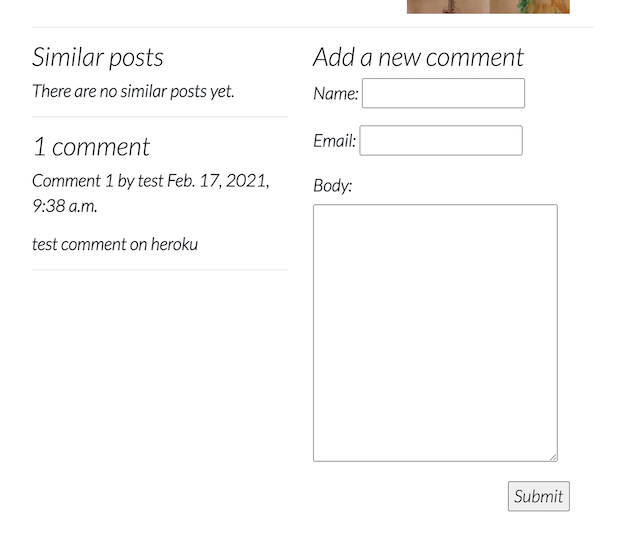 Similar posts
There are no similar posts yet.
1 comment
Comment 1 by test Feb. 17, 2021,
9:38 a.m.
test comment on heroku
Add a new comment
Name:
Email:
Body:
Submit